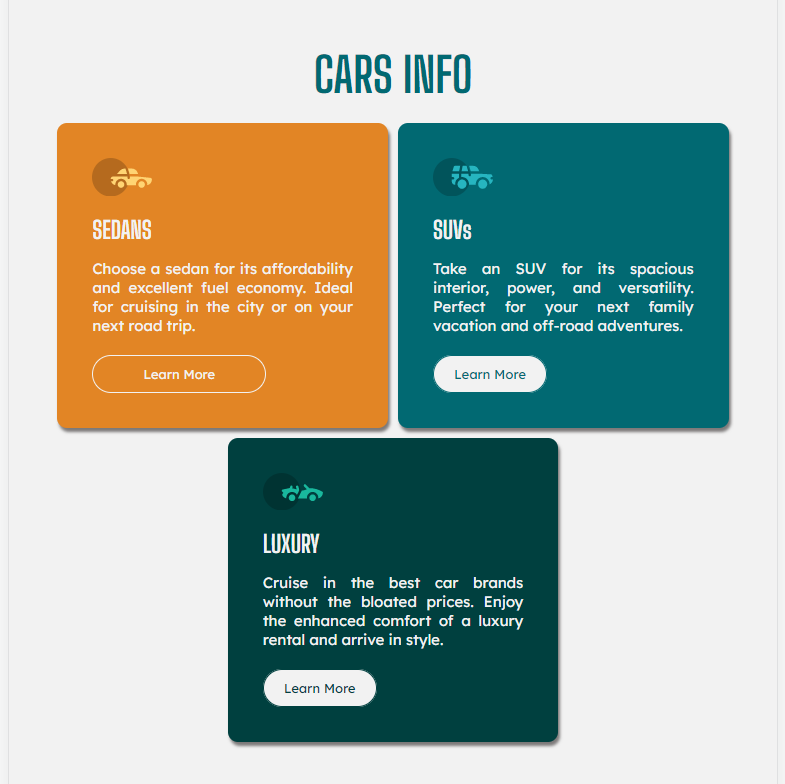 CARS INFO
SEDANS
Choose a sedan for its affordability
and excellent fuel economy. Ideal
for cruising in the city or on your
next road trip.
Learn More
SUVs
Take an SUV for its spacious
interior, power, and versatility.
Perfect for your next family
vacation and off-road adventures.
Learn More
LUXURY
Cruise in the best car brands
without the bloated prices. Enjoy
the enhanced comfort of a luxury
rental and arrive in style.
Learn More